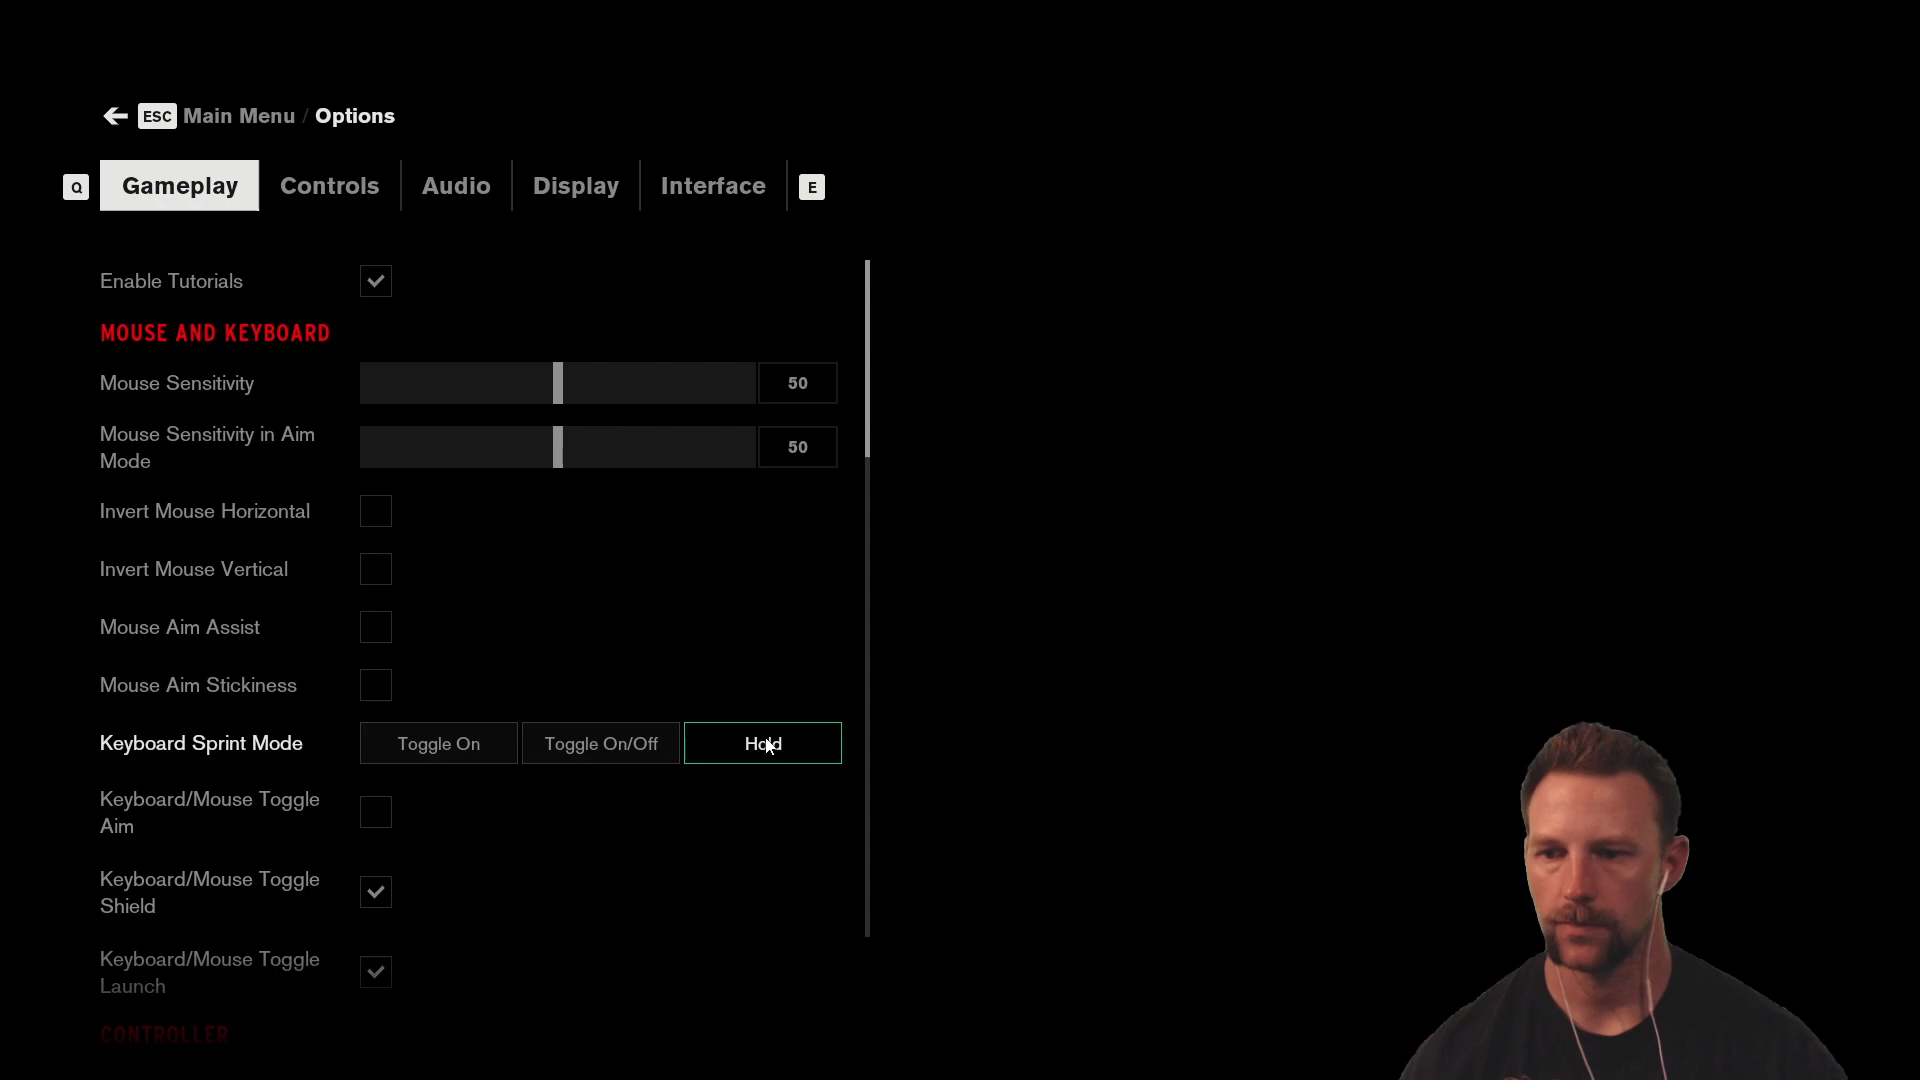 ESC Main Menu / Options
Q Gameplay Controls Audio Display Interface E
Enable Tutorials
MOUSE AND KEYBOARD
Mouse Sensitivity 50
Mouse Sensitivity in Aim
Mode 50
Invert Mouse Horizontal
Invert Mouse Vertical
Mouse Aim Assist
Mouse Aim Stickiness
Keyboard Sprint Mode Toggle On Toggle On/Off Hold
Keyboard/Mouse Toggle
Aim
Keyboard/Mouse Toggle
Shield
Keyboard/Mouse Toggle
Launch
CONTROLLER